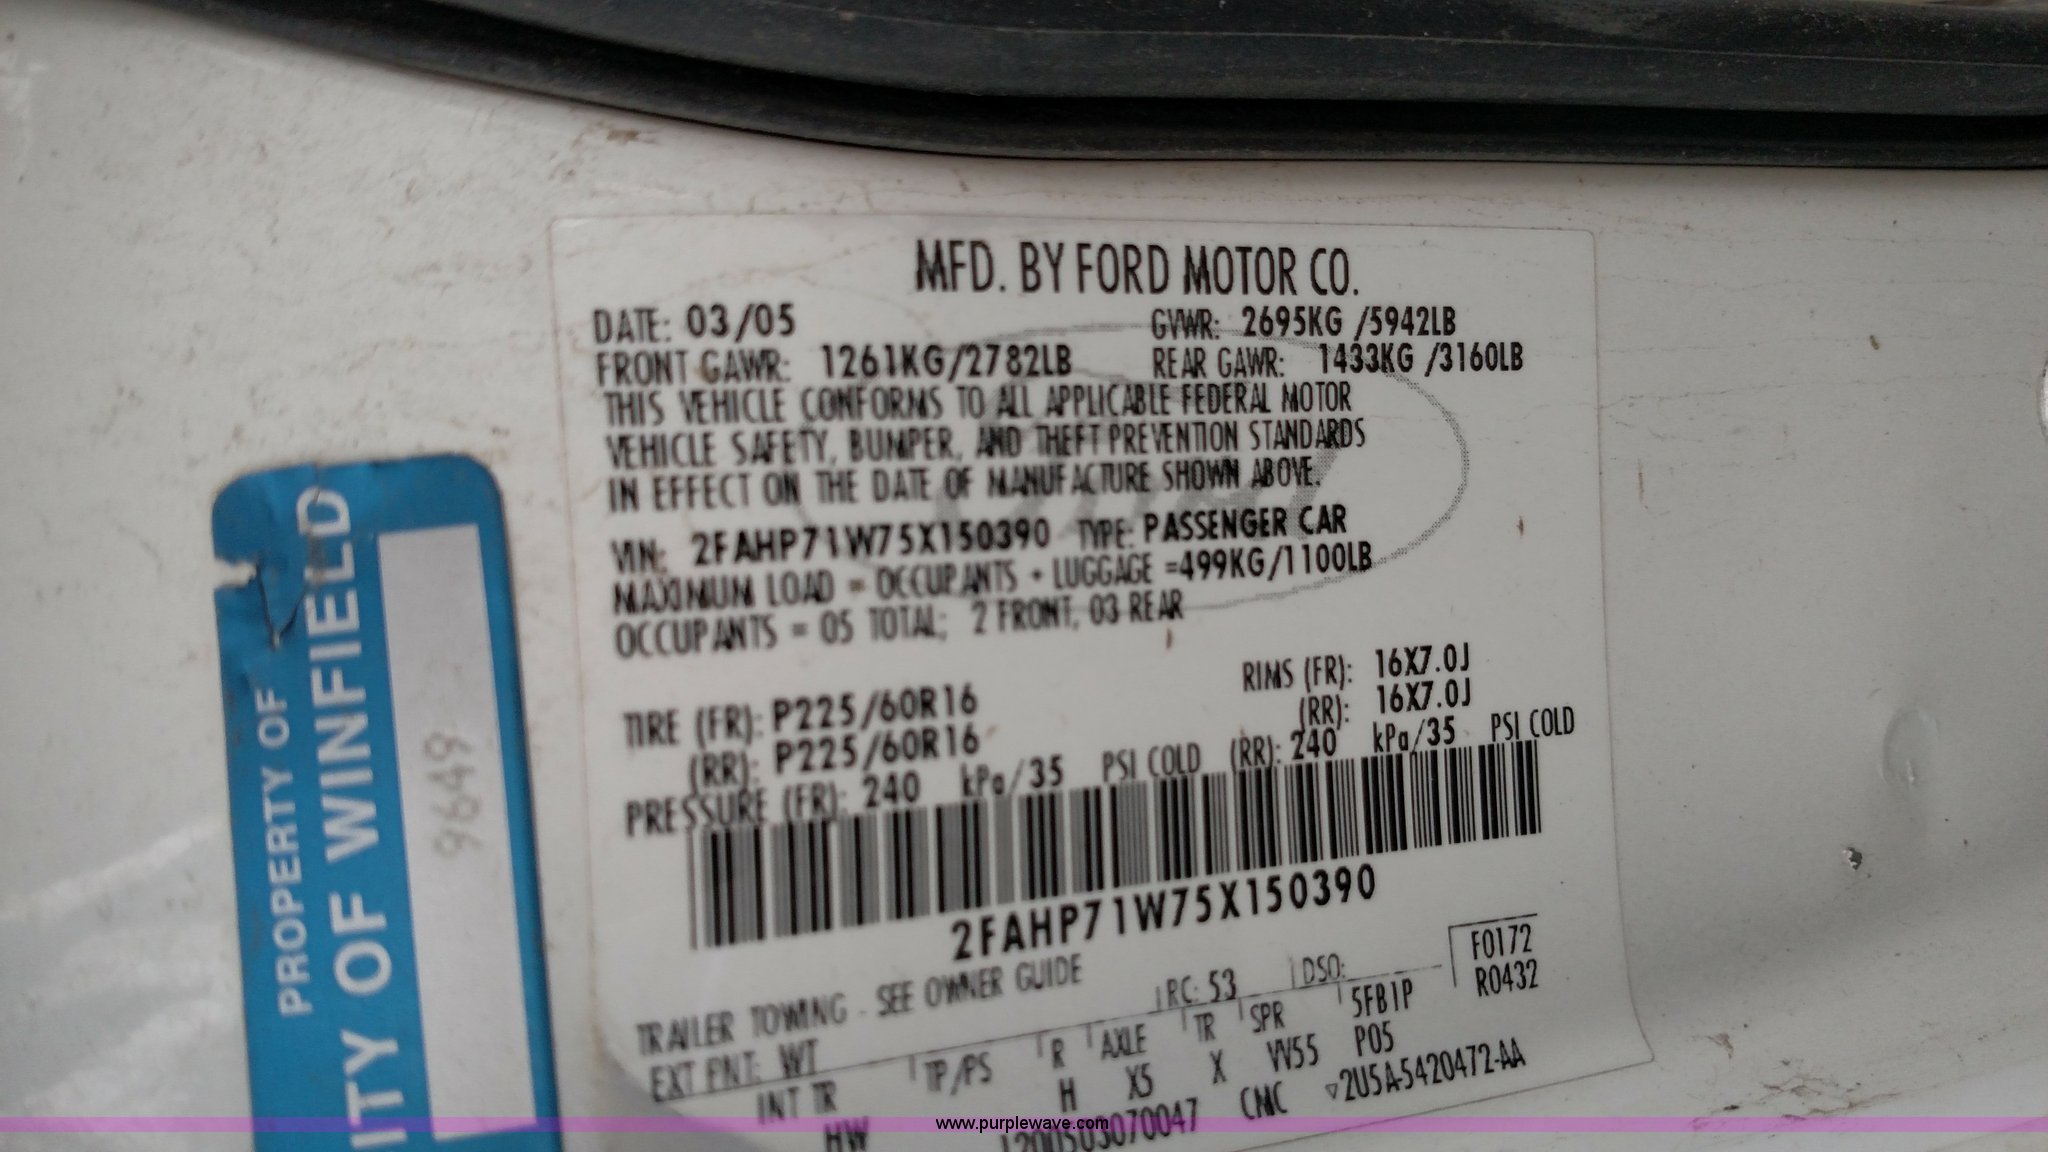 MFD. BY FORD MOTOR CO.
DATE: 03/05 GVWR: 2695KG /5942LB
FRONT GAWR: 1261KG/2782LB REAR GAWR: 1433KG /3160LB
THIS VEHICLE CONFORMS TO ALL APPLICABLE FEDERAL MOTOR
VEHICLE SAFETY, BUMPER, AND THEFT PREVENTION STANDARDS
IN EFFECT ON THE DATE OF MANUFACTURE SHOWN ABOVE.
VIN: 2FAHP71W75X150390 TYPE: PASSENGER CAR
MAXIMUM LOAD = OCCUPANTS + LUGGAGE =499KG/1100LB
OCCUPANTS = 05 TOTAL; 2 FRONT, 03 REAR
TIRE (FR): P225/60R16 RIMS (FR): 16X7.0J
(RR): P225/60R16 (RR): 16X7.0J
PRESSURE (FR): 240 kPa/35 PSI COLD (RR): 240 kPa/35 PSI COLD
2FAHP71W75X150390
TRAILER TOWING - SEE OWNER GUIDE
RC: 53 DSO:
F0172
R0432
EXT PNT: WT
5FB1P
INT TR TP/PS R AXLE TR SPR
P05
HW H X5 X VV55
CMC 2U5A-5420472-AA
PROPERTY OF
ITY OF WINFIELD
9649
www.purplewave.com